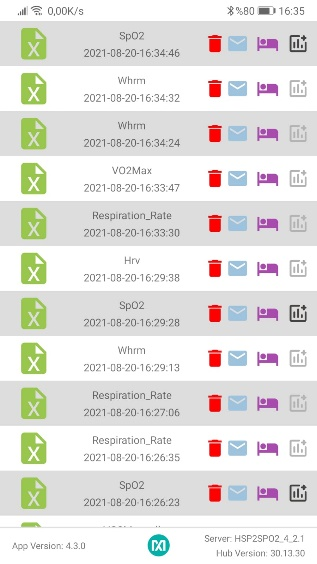 0,00K/s %80 16:35
SpO2
2021-08-20-16:34:46
Whrm
2021-08-20-16:34:32
Whrm
2021-08-20-16:34:24
VO2Max
2021-08-20-16:33:47
Respiration_Rate
2021-08-20-16:33:30
Hrv
2021-08-20-16:29:38
SpO2
2021-08-20-16:29:28
Whrm
2021-08-20-16:29:13
Respiration_Rate
2021-08-20-16:27:06
Respiration_Rate
2021-08-20-16:26:35
SpO2
2021-08-20-16:26:23
App Version: 4.3.0
Server: HSP2SPO2_4_2.1
Hub Version: 30.13.30